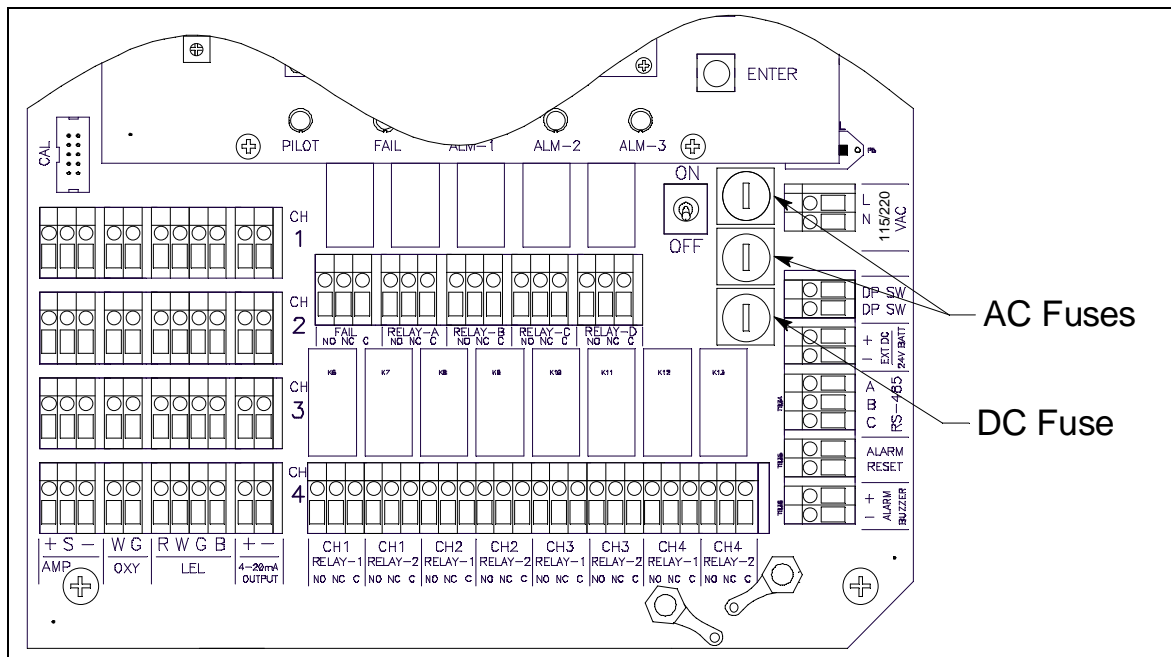 ENTER
CAL
PILOT FAIL ALM-1 ALM-2 ALM-3
ON
OFF
L
N
115/220
VAC
CH
1
CH
2
CH
3
CH
4
FAIL RELAY-A RELAY-B RELAY-C RELAY-D
NO NC C NO NC C NO NC C NO NC C NO NC C
DP SW
DP SW
+
-
EXT DC
24V BATT
A
B
C
RS-485
ALARM
RESET
+
-
ALARM
BUZZER
AC Fuses
DC Fuse
K6 K7 K8 K9 K10 K11 K12 K13
+ S - W G R W G B + -
AMP OXY LEL 4-20mA
OUTPUT
CH1 CH1 CH2 CH2 CH3 CH3 CH4 CH4
RELAY-1 RELAY-2 RELAY-1 RELAY-2 RELAY-1 RELAY-2 RELAY-1 RELAY-2
NO NC C NO NC C NO NC C NO NC C NO NC C NO NC C NO NC C NO NC C